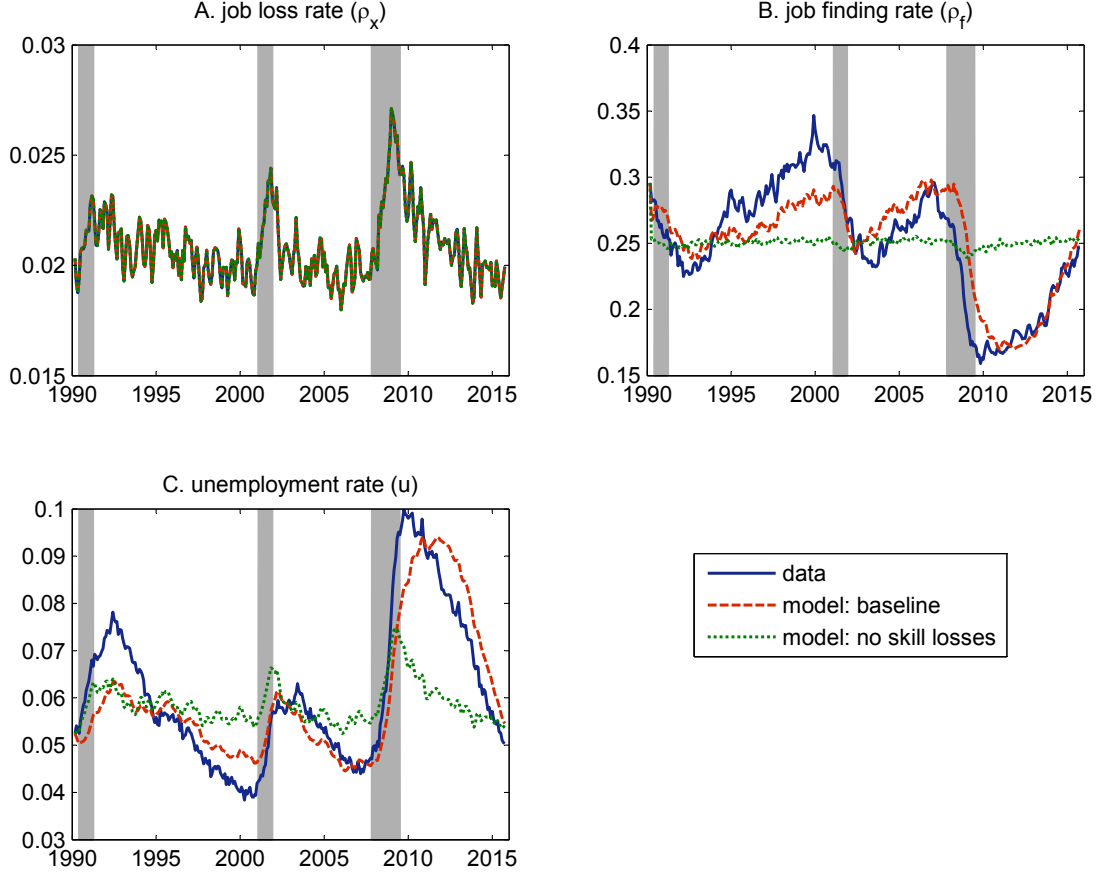 A. job loss rate (ρx)
0.03
0.025
0.02
0.015
1990 1995 2000 2005 2010 2015
B. job finding rate (ρf)
0.4
0.35
0.3
0.25
0.2
0.15
1990 1995 2000 2005 2010 2015
C. unemployment rate (u)
0.1
0.09
0.08
0.07
0.06
0.05
0.04
0.03
1990 1995 2000 2005 2010 2015
data
model: baseline
model: no skill losses